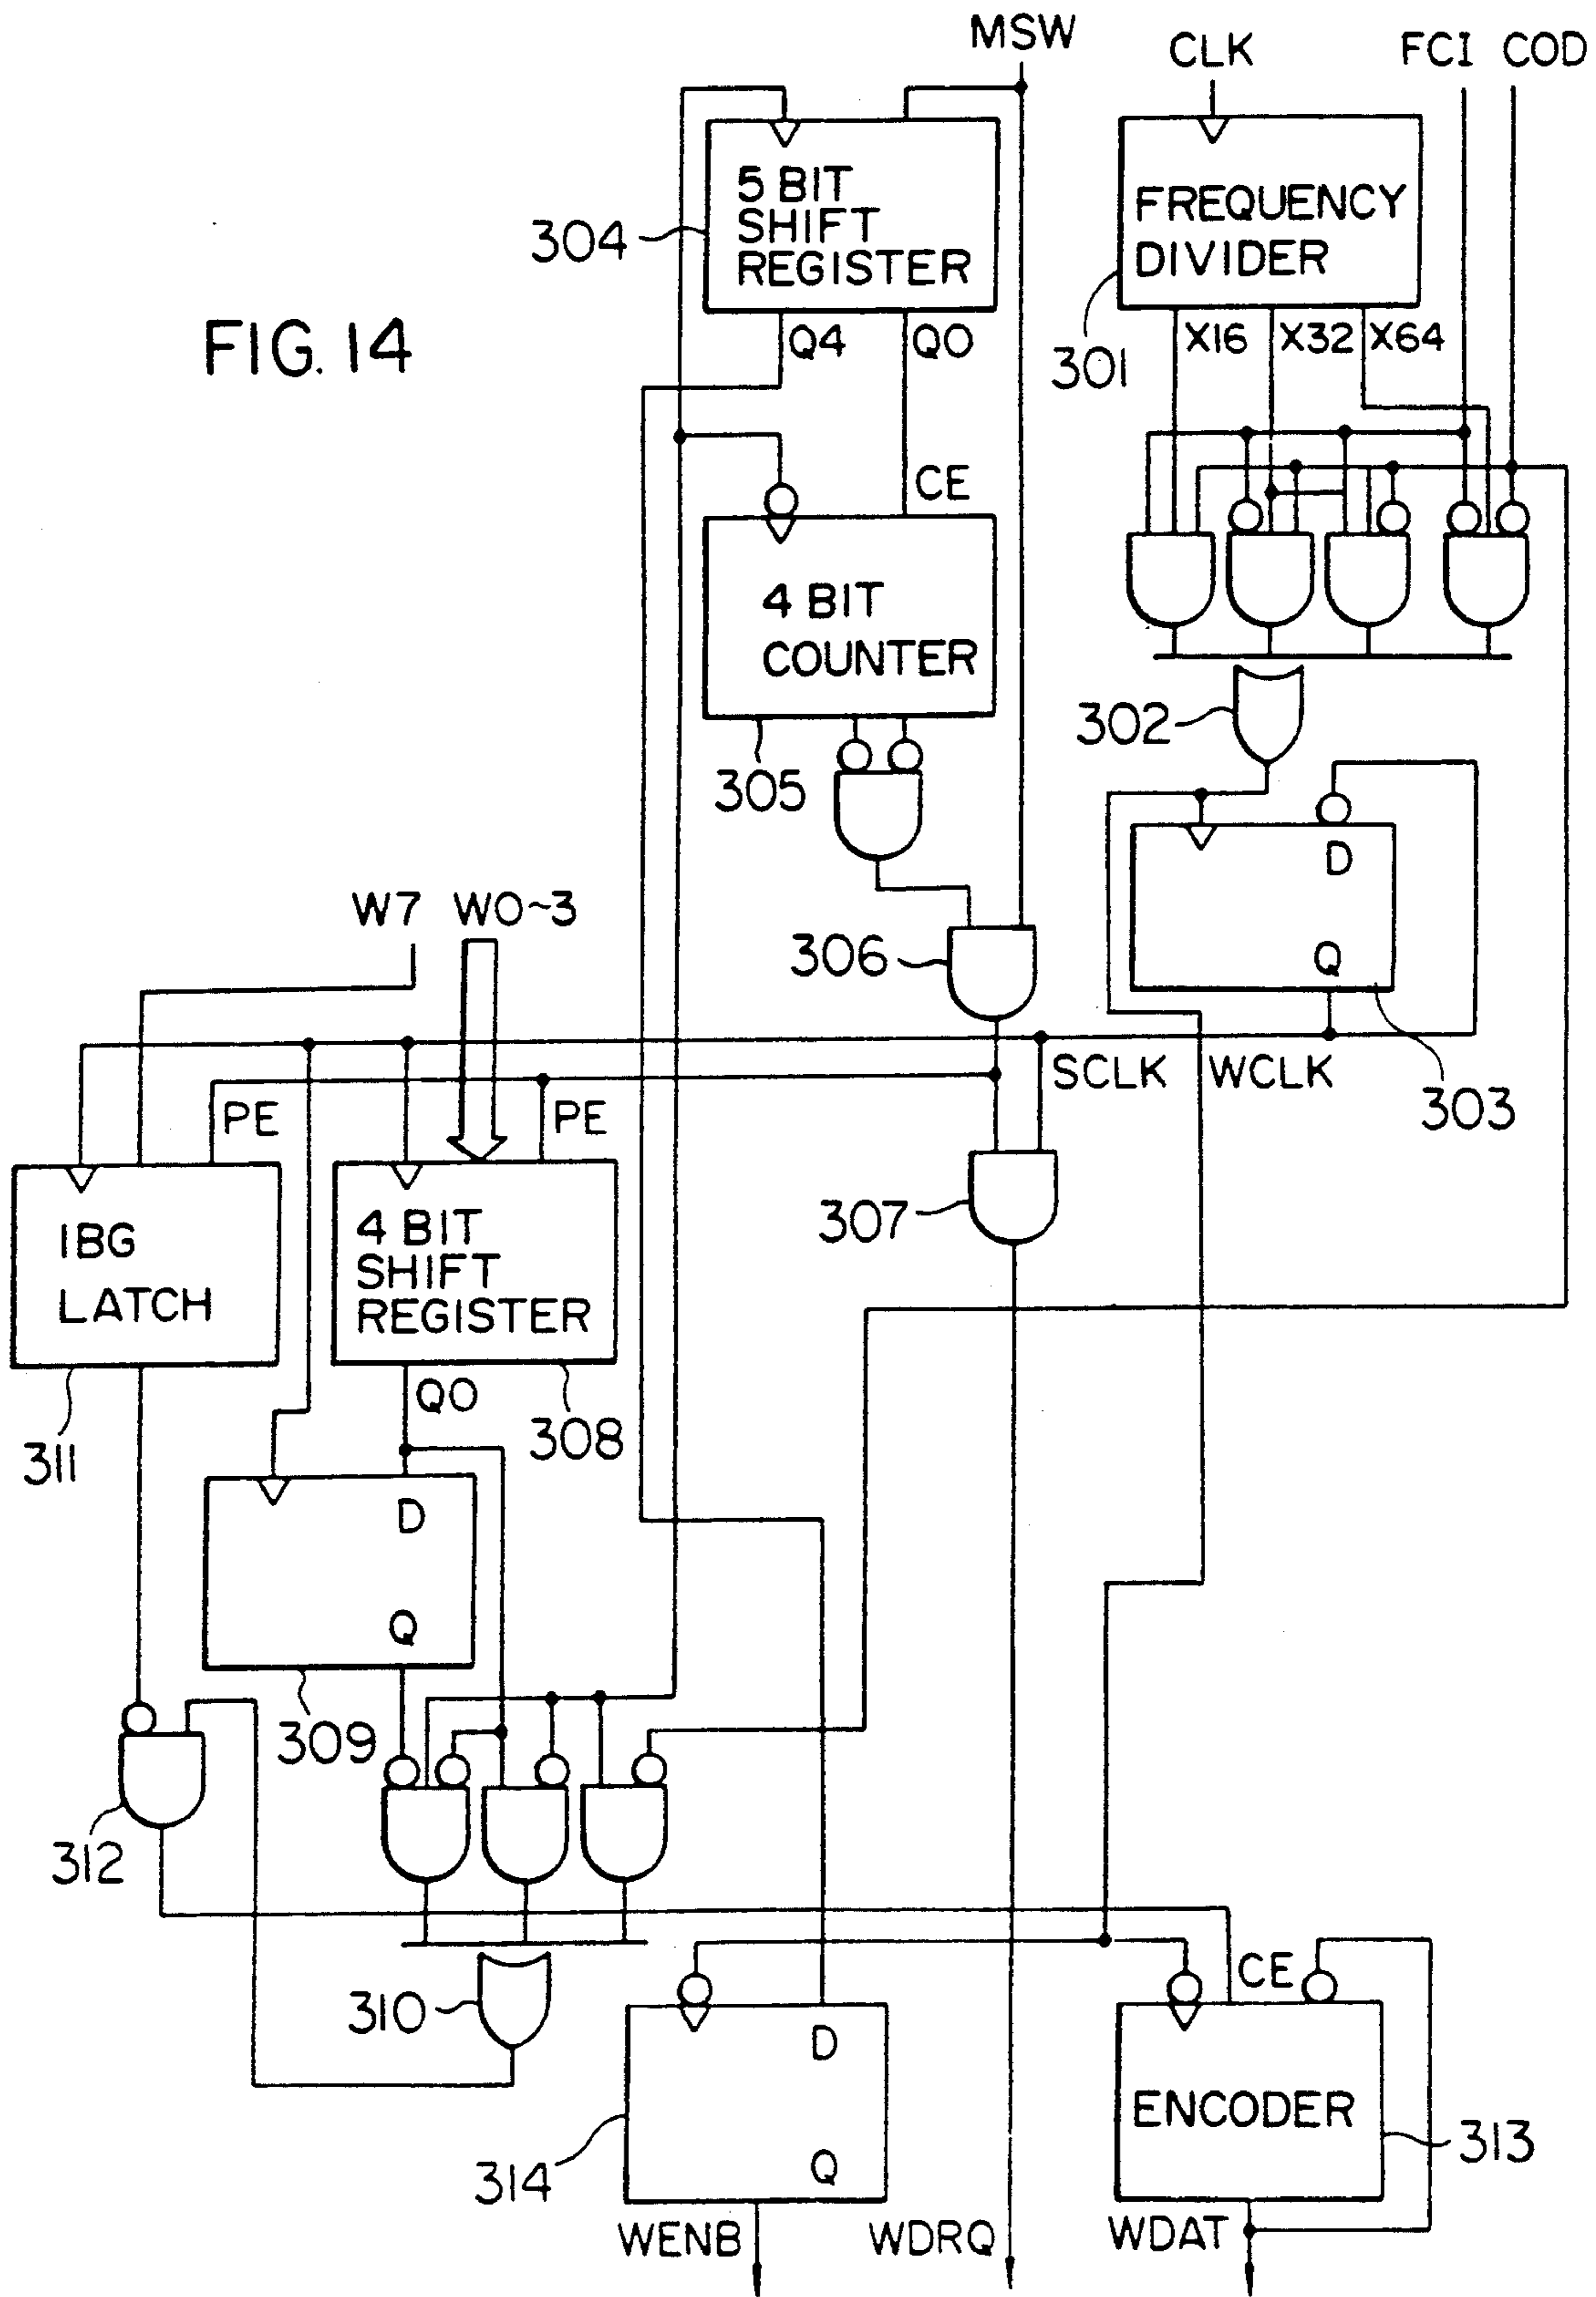 MSW
CLK
FCI COD
5 BIT
SHIFT
REGISTER
FREQUENCY
DIVIDER
304
Q4
Q0
X16
X32
X64
301
FIG. 14
CE
4 BIT
COUNTER
302
305
D
W7
W0~3
306
Q
SCLK
WCLK
PE
PE
303
307
IBG
LATCH
4 BIT
SHIFT
REGISTER
Q0
308
311
D
Q
309
312
CE
310
D
ENCODER
313
314
Q
WENB
WDRQ
WDAT